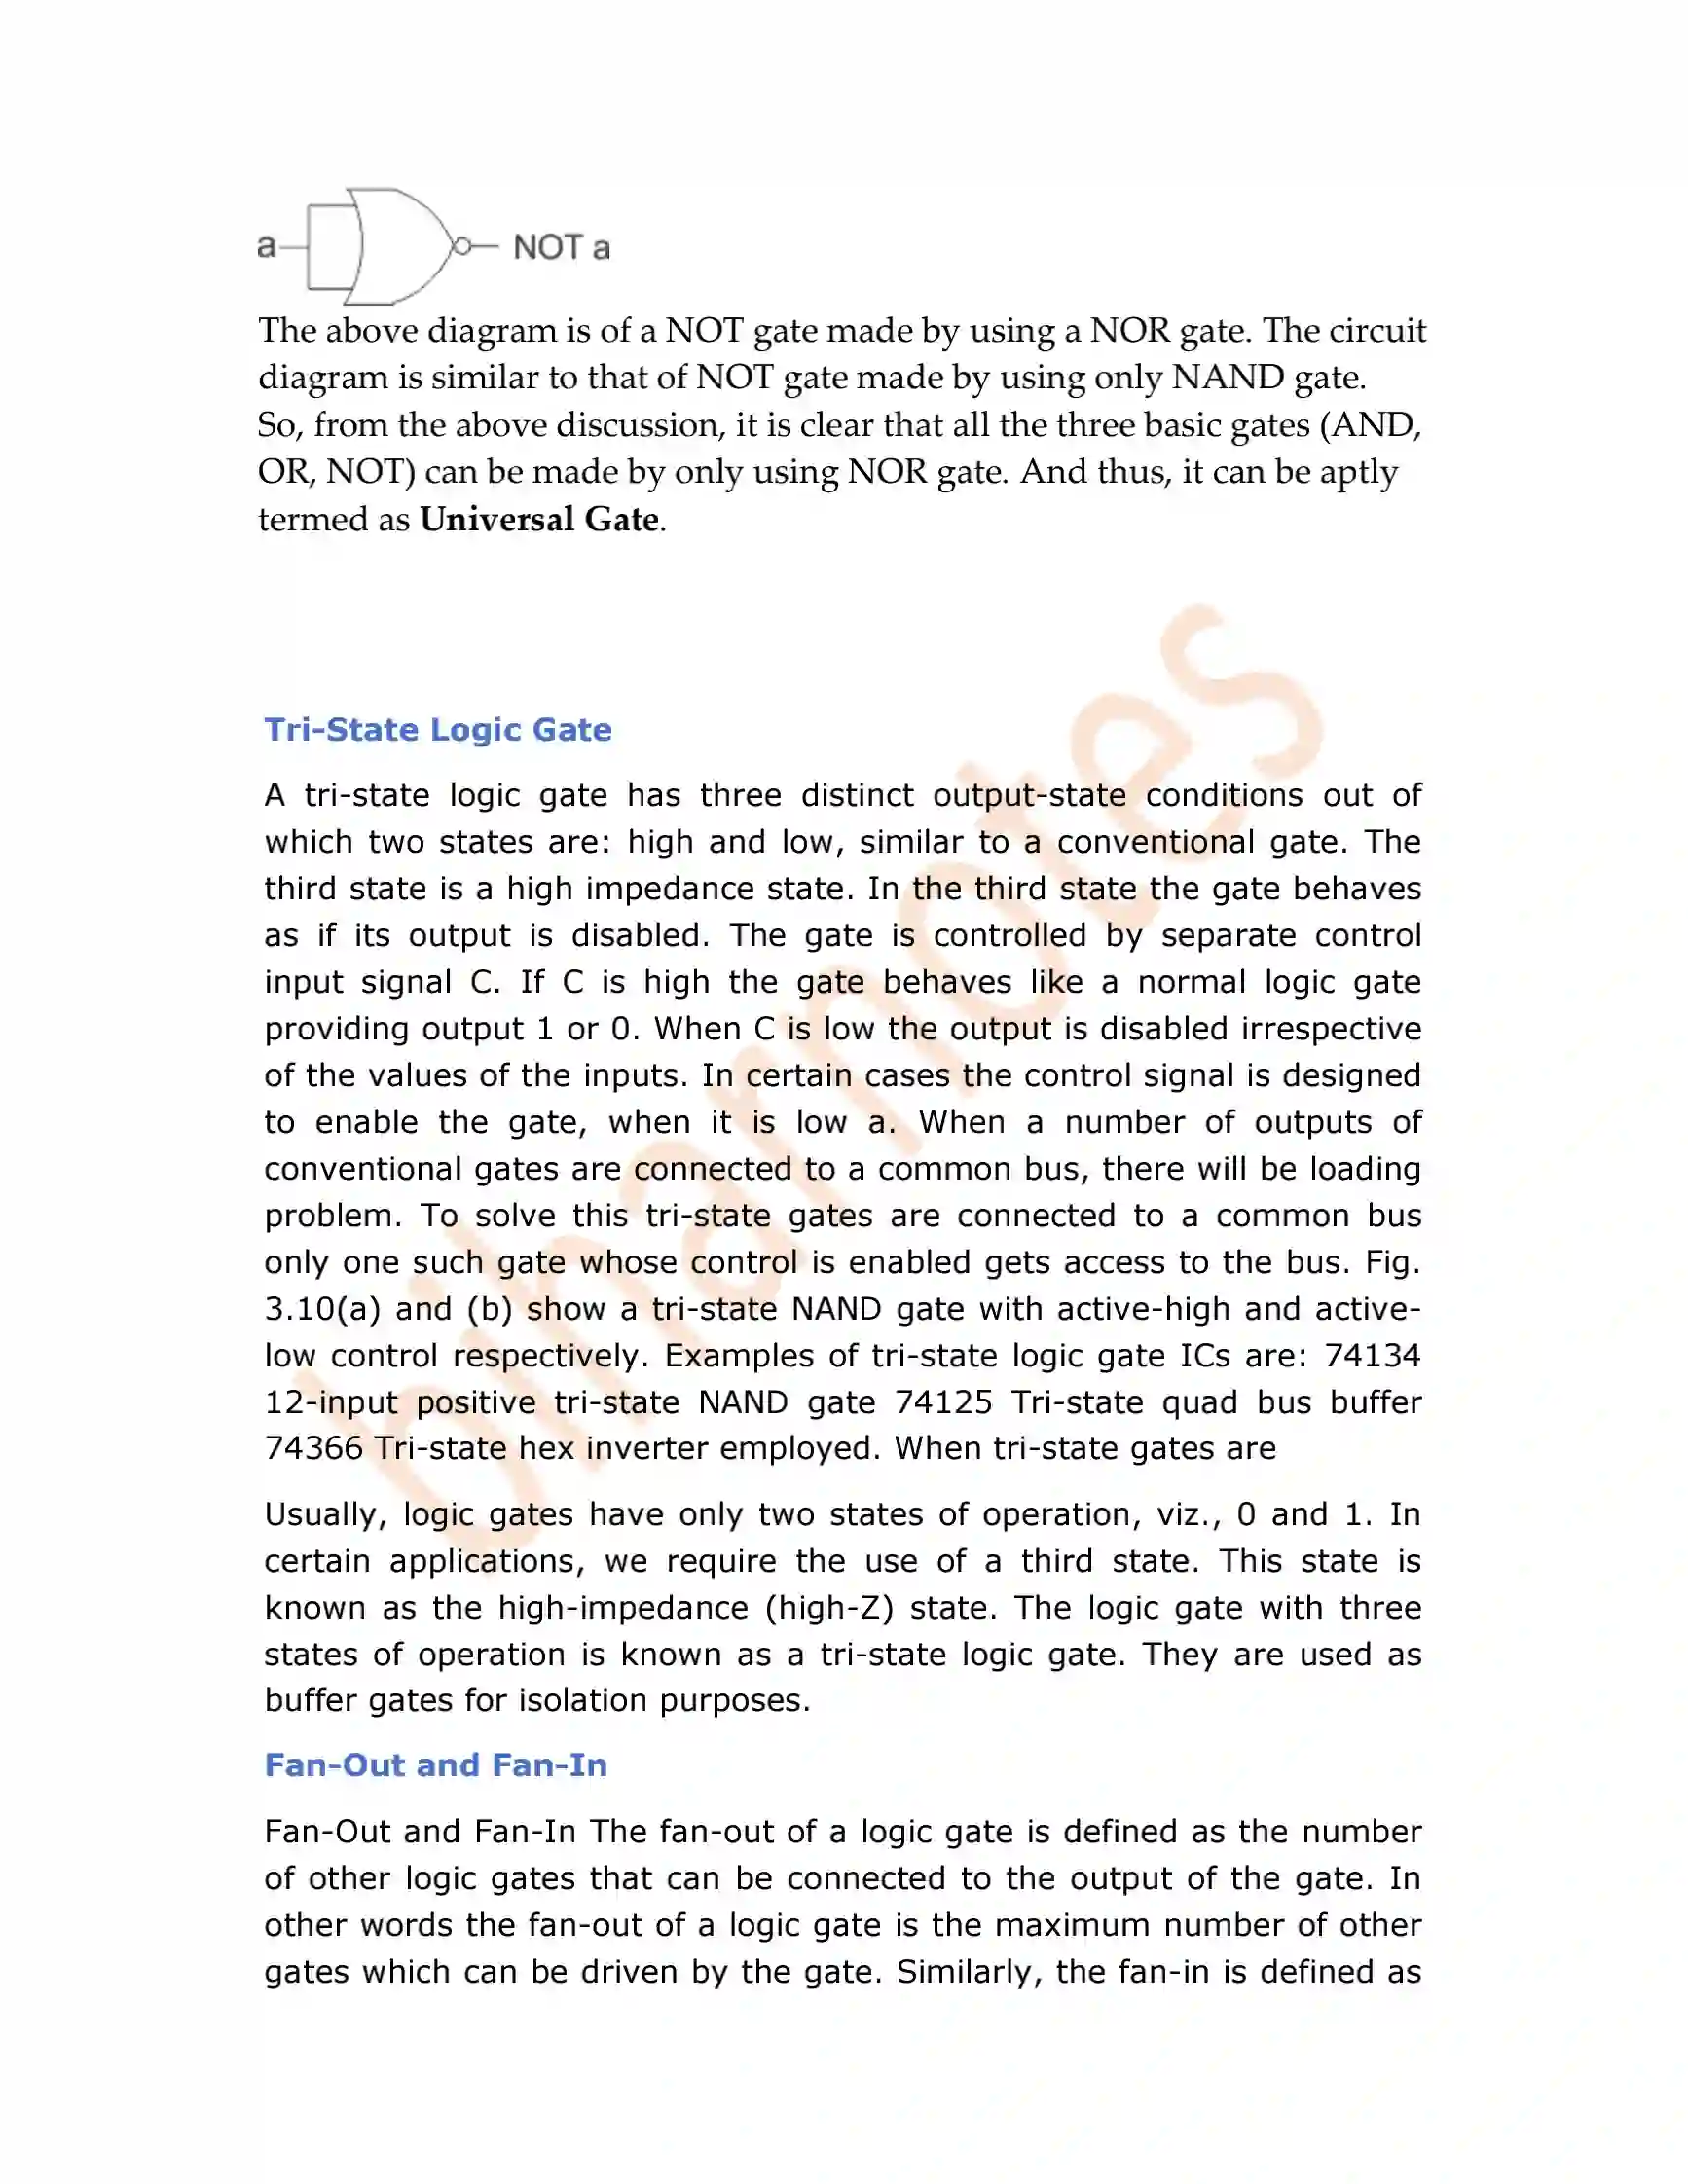 a NOT a
The above diagram is of a NOT gate made by using a NOR gate. The circuit
diagram is similar to that of NOT gate made by using only NAND gate.
So, from the above discussion, it is clear that all the three basic gates (AND,
OR, NOT) can be made by only using NOR gate. And thus, it can be aptly
termed as Universal Gate.
Tri-State Logic Gate
A tri-state logic gate has three distinct output-state conditions out of
which two states are: high and low, similar to a conventional gate. The
third state is a high impedance state. In the third state the gate behaves
as if its output is disabled. The gate is controlled by separate control
input signal C. If C is high the gate behaves like a normal logic gate
providing output 1 or 0. When C is low the output is disabled irrespective
of the values of the inputs. In certain cases the control signal is designed
to enable the gate, when it is low a. When a number of outputs of
conventional gates are connected to a common bus, there will be loading
problem. To solve this tri-state gates are connected to a common bus
only one such gate whose control is enabled gets access to the bus. Fig.
3.10(a) and (b) show a tri-state NAND gate with active-high and active-
low control respectively. Examples of tri-state logic gate ICs are: 74134
12-input positive tri-state NAND gate 74125 Tri-state quad bus buffer
74366 Tri-state hex inverter employed. When tri-state gates are
Usually, logic gates have only two states of operation, viz., 0 and 1. In
certain applications, we require the use of a third state. This state is
known as the high-impedance (high-Z) state. The logic gate with three
states of operation is known as a tri-state logic gate. They are used as
buffer gates for isolation purposes.
Fan-Out and Fan-In
Fan-Out and Fan-In The fan-out of a logic gate is defined as the number
of other logic gates that can be connected to the output of the gate. In
other words the fan-out of a logic gate is the maximum number of other
gates which can be driven by the gate. Similarly, the fan-in is defined as
biharnotes